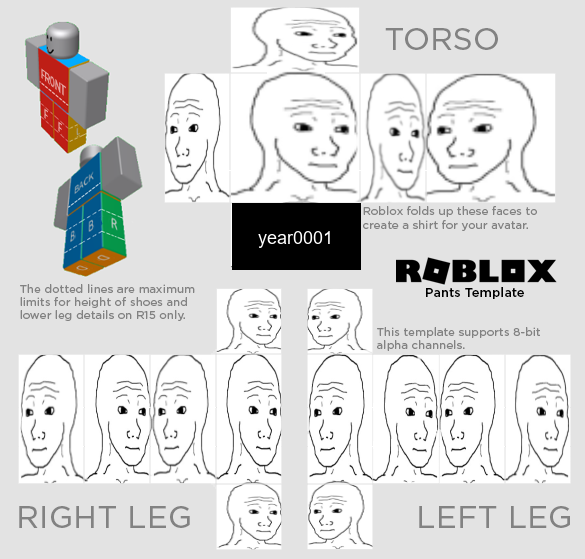 TORSO
FRONT
F
F
L
BACK
B
B
R
Roblox folds up these faces to
create a shirt for your avatar.
year0001
ROBLOX
Pants Template
The dotted lines are maximum
limits for height of shoes and
lower leg details on R15 only.
This template supports 8-bit
alpha channels.
RIGHT LEG
LEFT LEG